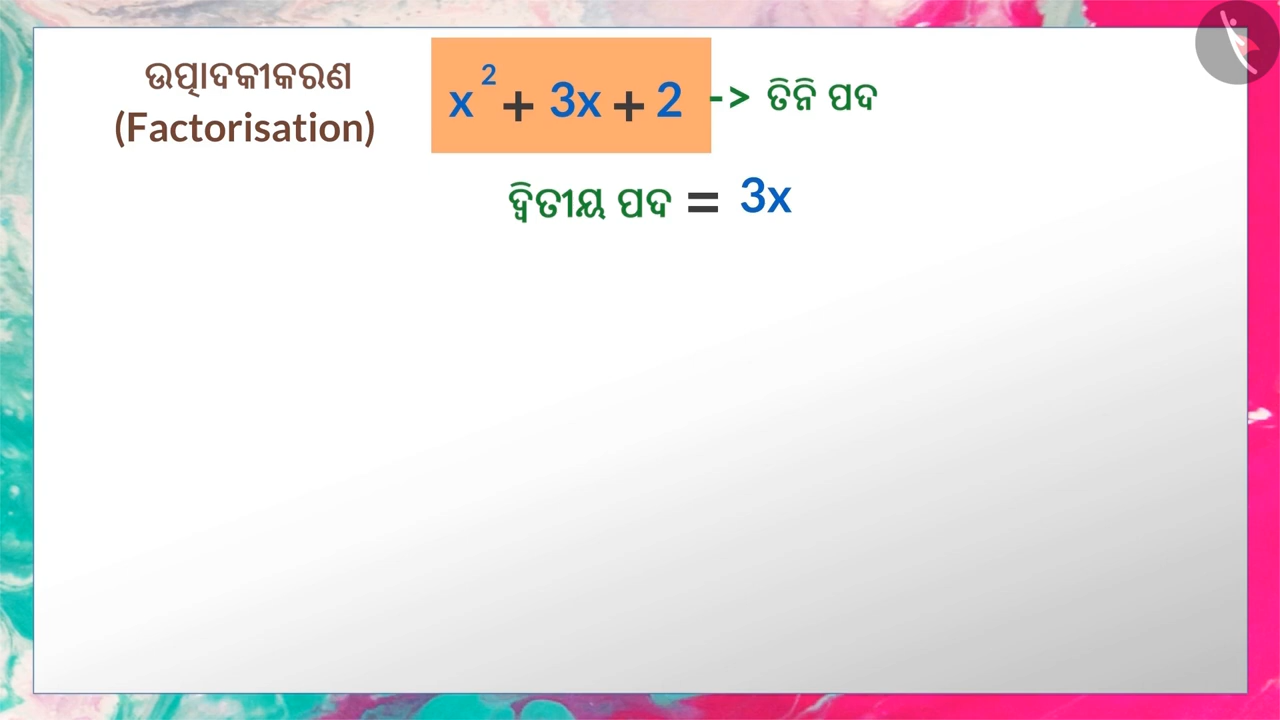 ଉତ୍ପାଦକୀକରଣ
(Factorisation)
x² + 3x + 2 -> ତିନି ପଦ
ଦ୍ୱିତୀୟ ପଦ = 3x